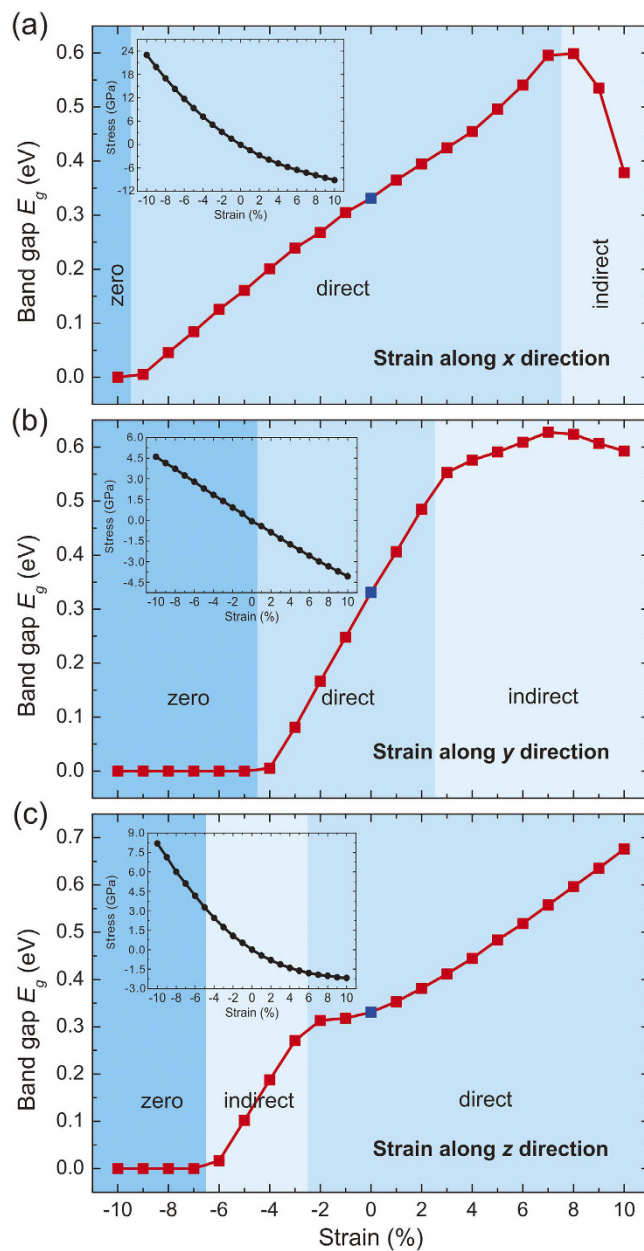 (a)
Band gap E_g (eV)
0.6
0.5
0.4
0.3
0.2
0.1
0.0
Stress (GPa)
24
18
12
6
0
-6
-12
-10 -8 -6 -4 -2 0 2 4 6 8 10
Strain (%)
zero
direct
indirect
Strain along x direction
(b)
Band gap E_g (eV)
0.6
0.5
0.4
0.3
0.2
0.1
0.0
Stress (GPa)
6.0
4.5
3.0
1.5
0.0
-1.5
-3.0
-4.5
-10 -8 -6 -4 -2 0 2 4 6 8 10
Strain (%)
zero
direct
indirect
Strain along y direction
(c)
Band gap E_g (eV)
0.7
0.6
0.5
0.4
0.3
0.2
0.1
0.0
Stress (GPa)
9.0
7.5
6.0
4.5
3.0
1.5
0.0
-1.5
-3.0
-10 -8 -6 -4 -2 0 2 4 6 8 10
Strain (%)
zero
indirect
direct
Strain along z direction
-10 -8 -6 -4 -2 0 2 4 6 8 10
Strain (%)